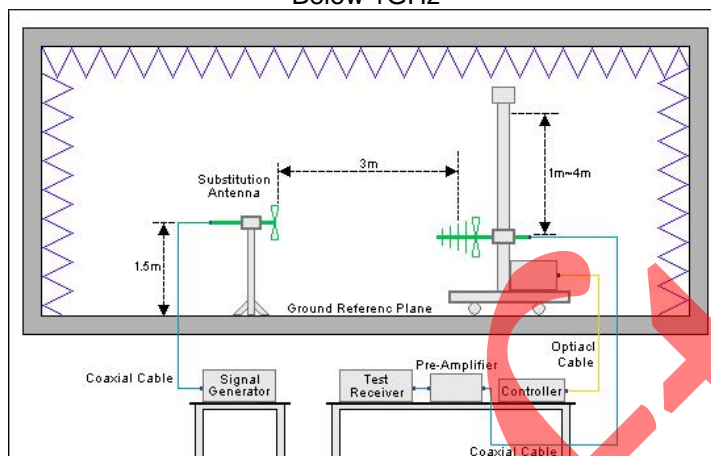 Below 1GHz
3m
1m~4m
Substitution
Antenna
1.5m
Ground Referenc Plane
Optiacl
Cable
Pre-Amplifier
Coaxial Cable
Signal
Generator
Test
Receiver
Controller
Coaxial Cable